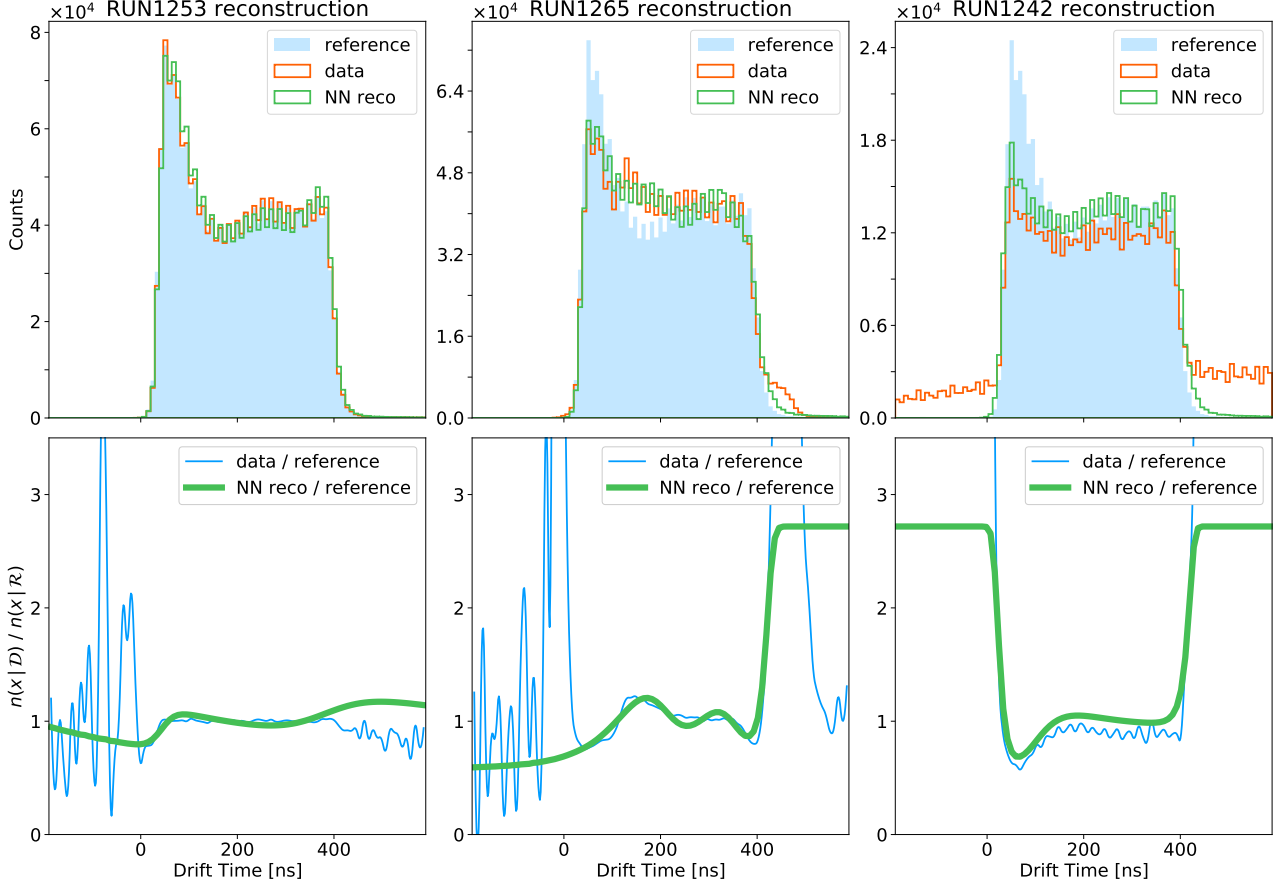 ×10⁴ RUN1253 reconstruction
reference
data
NN reco
8
6
4
2
0
Counts
×10⁴ RUN1265 reconstruction
reference
data
NN reco
6.4
4.8
3.2
1.6
0.0
×10⁴ RUN1242 reconstruction
reference
data
NN reco
2.4
1.8
1.2
0.6
0.0
data / reference
NN reco / reference
3
2
1
0
n(x | 𝒟) / n(x | ℛ)
0 200 400
Drift Time [ns]
data / reference
NN reco / reference
3
2
1
0
0 200 400
Drift Time [ns]
data / reference
NN reco / reference
3
2
1
0
0 200 400
Drift Time [ns]